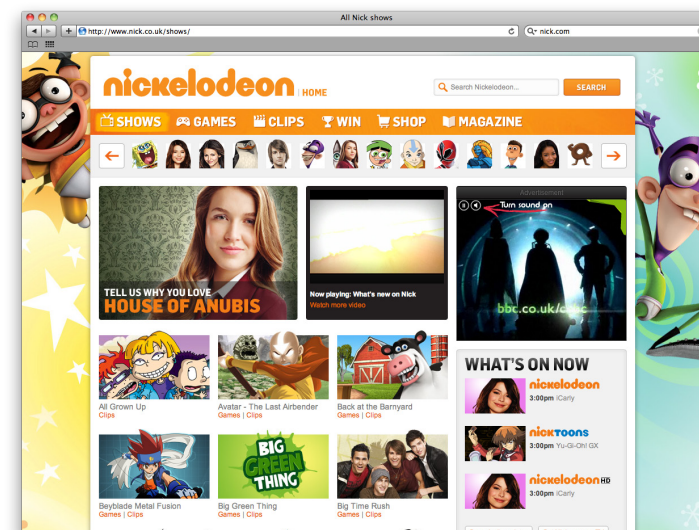 All Nick shows
http://www.nick.co.uk/shows/
nick.com
nickelodeon HOME
Search Nickelodeon...
SEARCH
SHOWS GAMES CLIPS WIN SHOP MAGAZINE
Advertisement
Turn sound on
TELL US WHY YOU LOVE
HOUSE OF ANUBIS
Now playing: What's new on Nick
Watch more video
WHAT'S ON NOW
nickelodeon
3:00pm iCarly
nicktoons
3:00pm Yu-Gi-Oh! GX
nickelodeon HD
3:00pm iCarly
All Grown Up
Clips
Avatar - The Last Airbender
Games | Clips
Back at the Barnyard
Games | Clips
BIG
GREEN
THING
Beyblade Metal Fusion
Games | Clips
Big Green Thing
Games | Clips
Big Time Rush
Games | Clips